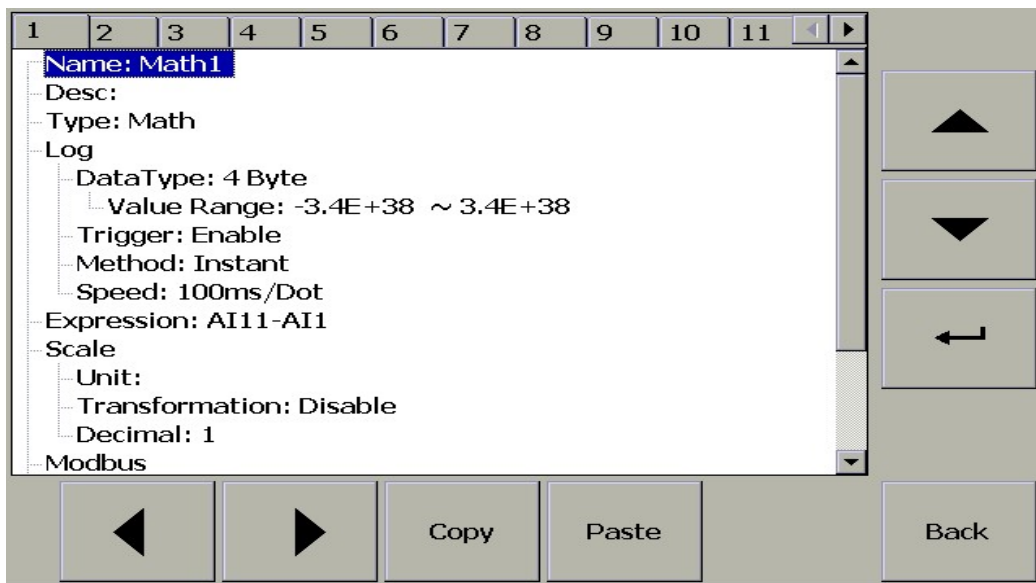 1 2 3 4 5 6 7 8 9 10 11
Name: Math1
Desc:
Type: Math
Log
DataType: 4 Byte
Value Range: -3.4E+38 ~ 3.4E+38
Trigger: Enable
Method: Instant
Speed: 100ms/Dot
Expression: AI11-AI1
Scale
Unit:
Transformation: Disable
Decimal: 1
Modbus
Copy Paste Back